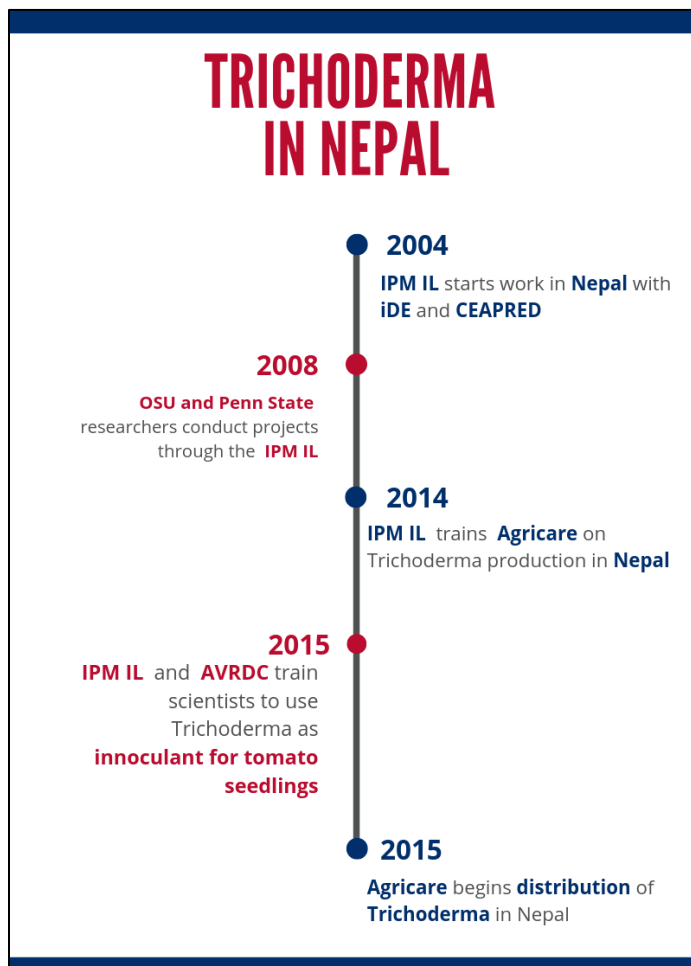 TRICHODERMA
IN NEPAL
2004
IPM IL starts work in Nepal with
iDE and CEAPRED
2008
OSU and Penn State
researchers conduct projects
through the IPM IL
2014
IPM IL trains Agricare on
Trichoderma production in Nepal
2015
IPM IL and AVRDC train
scientists to use
Trichoderma as
innoculant for tomato
seedlings
2015
Agricare begins distribution of
Trichoderma in Nepal